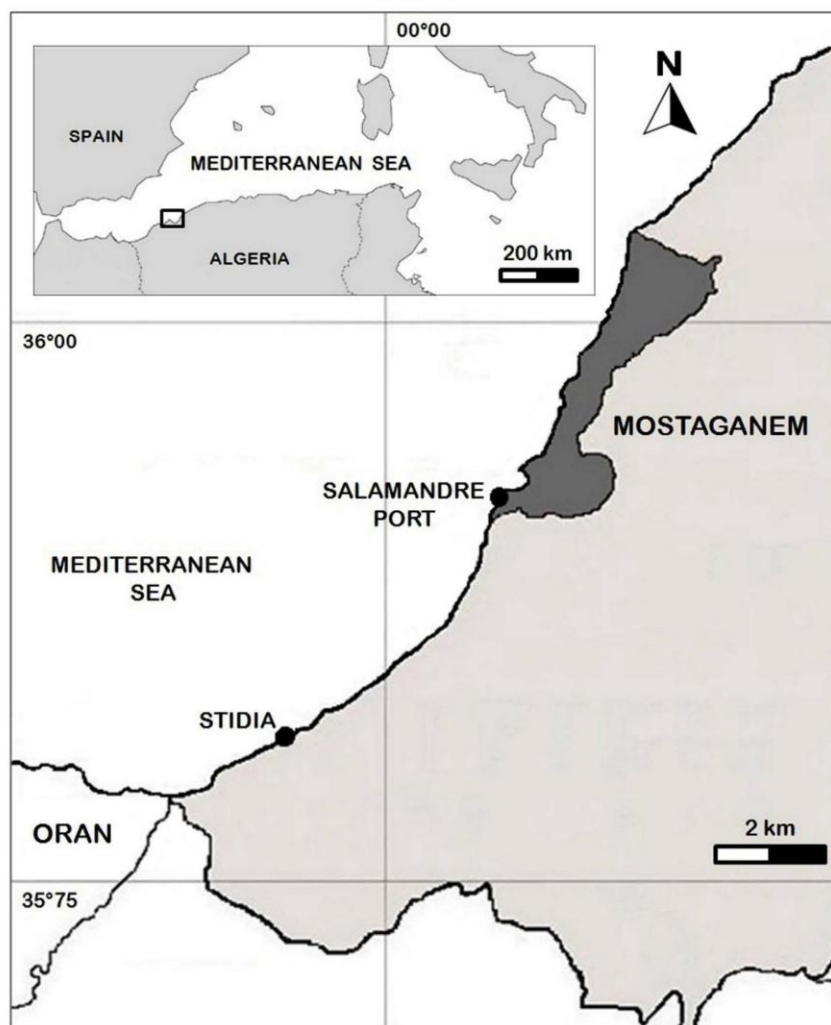 00°00
N
SPAIN
MEDITERRANEAN SEA
ALGERIA
200 km
36°00
MOSTAGANEM
SALAMANDRE
PORT
MEDITERRANEAN
SEA
STIDIA
ORAN
2 km
35°75